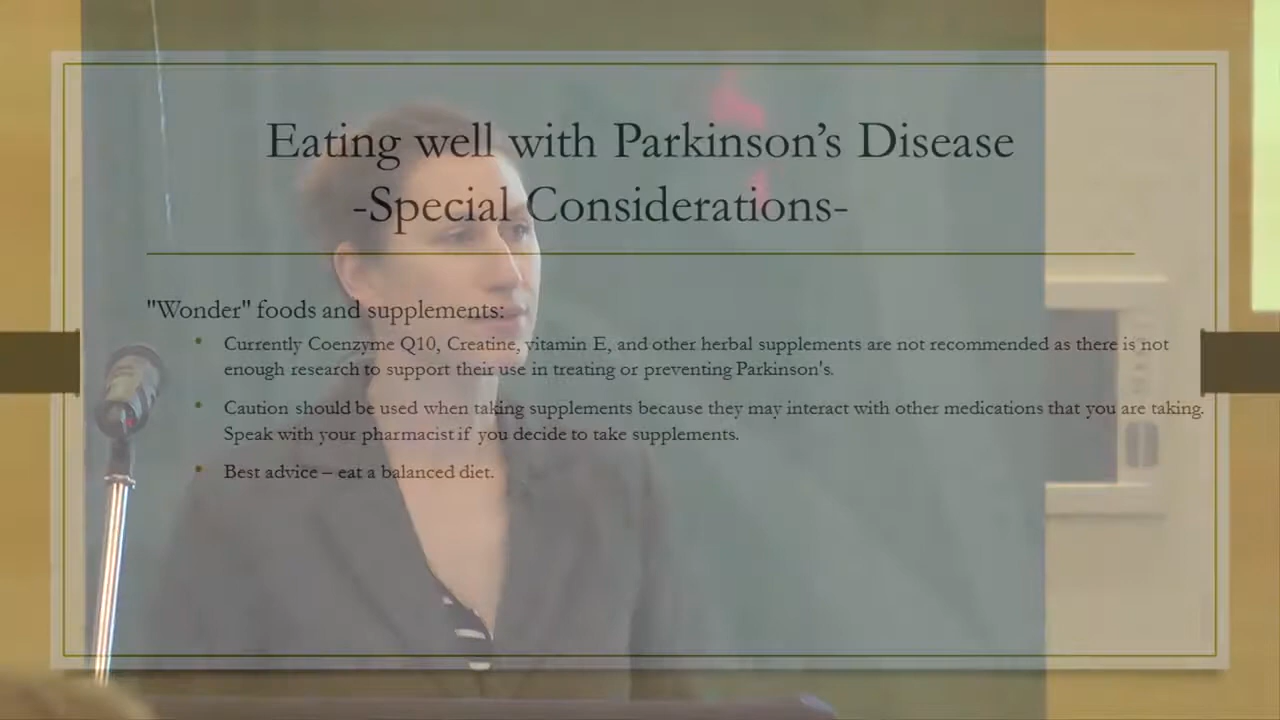 Eating well with Parkinson’s Disease
-Special Considerations-
"Wonder" foods and supplements:
• Currently Coenzyme Q10, Creatine, vitamin E, and other herbal supplements are not recommended as there is not
enough research to support their use in treating or preventing Parkinson's.
• Caution should be used when taking supplements because they may interact with other medications that you are taking.
Speak with your pharmacist if you decide to take supplements.
• Best advice – eat a balanced diet.